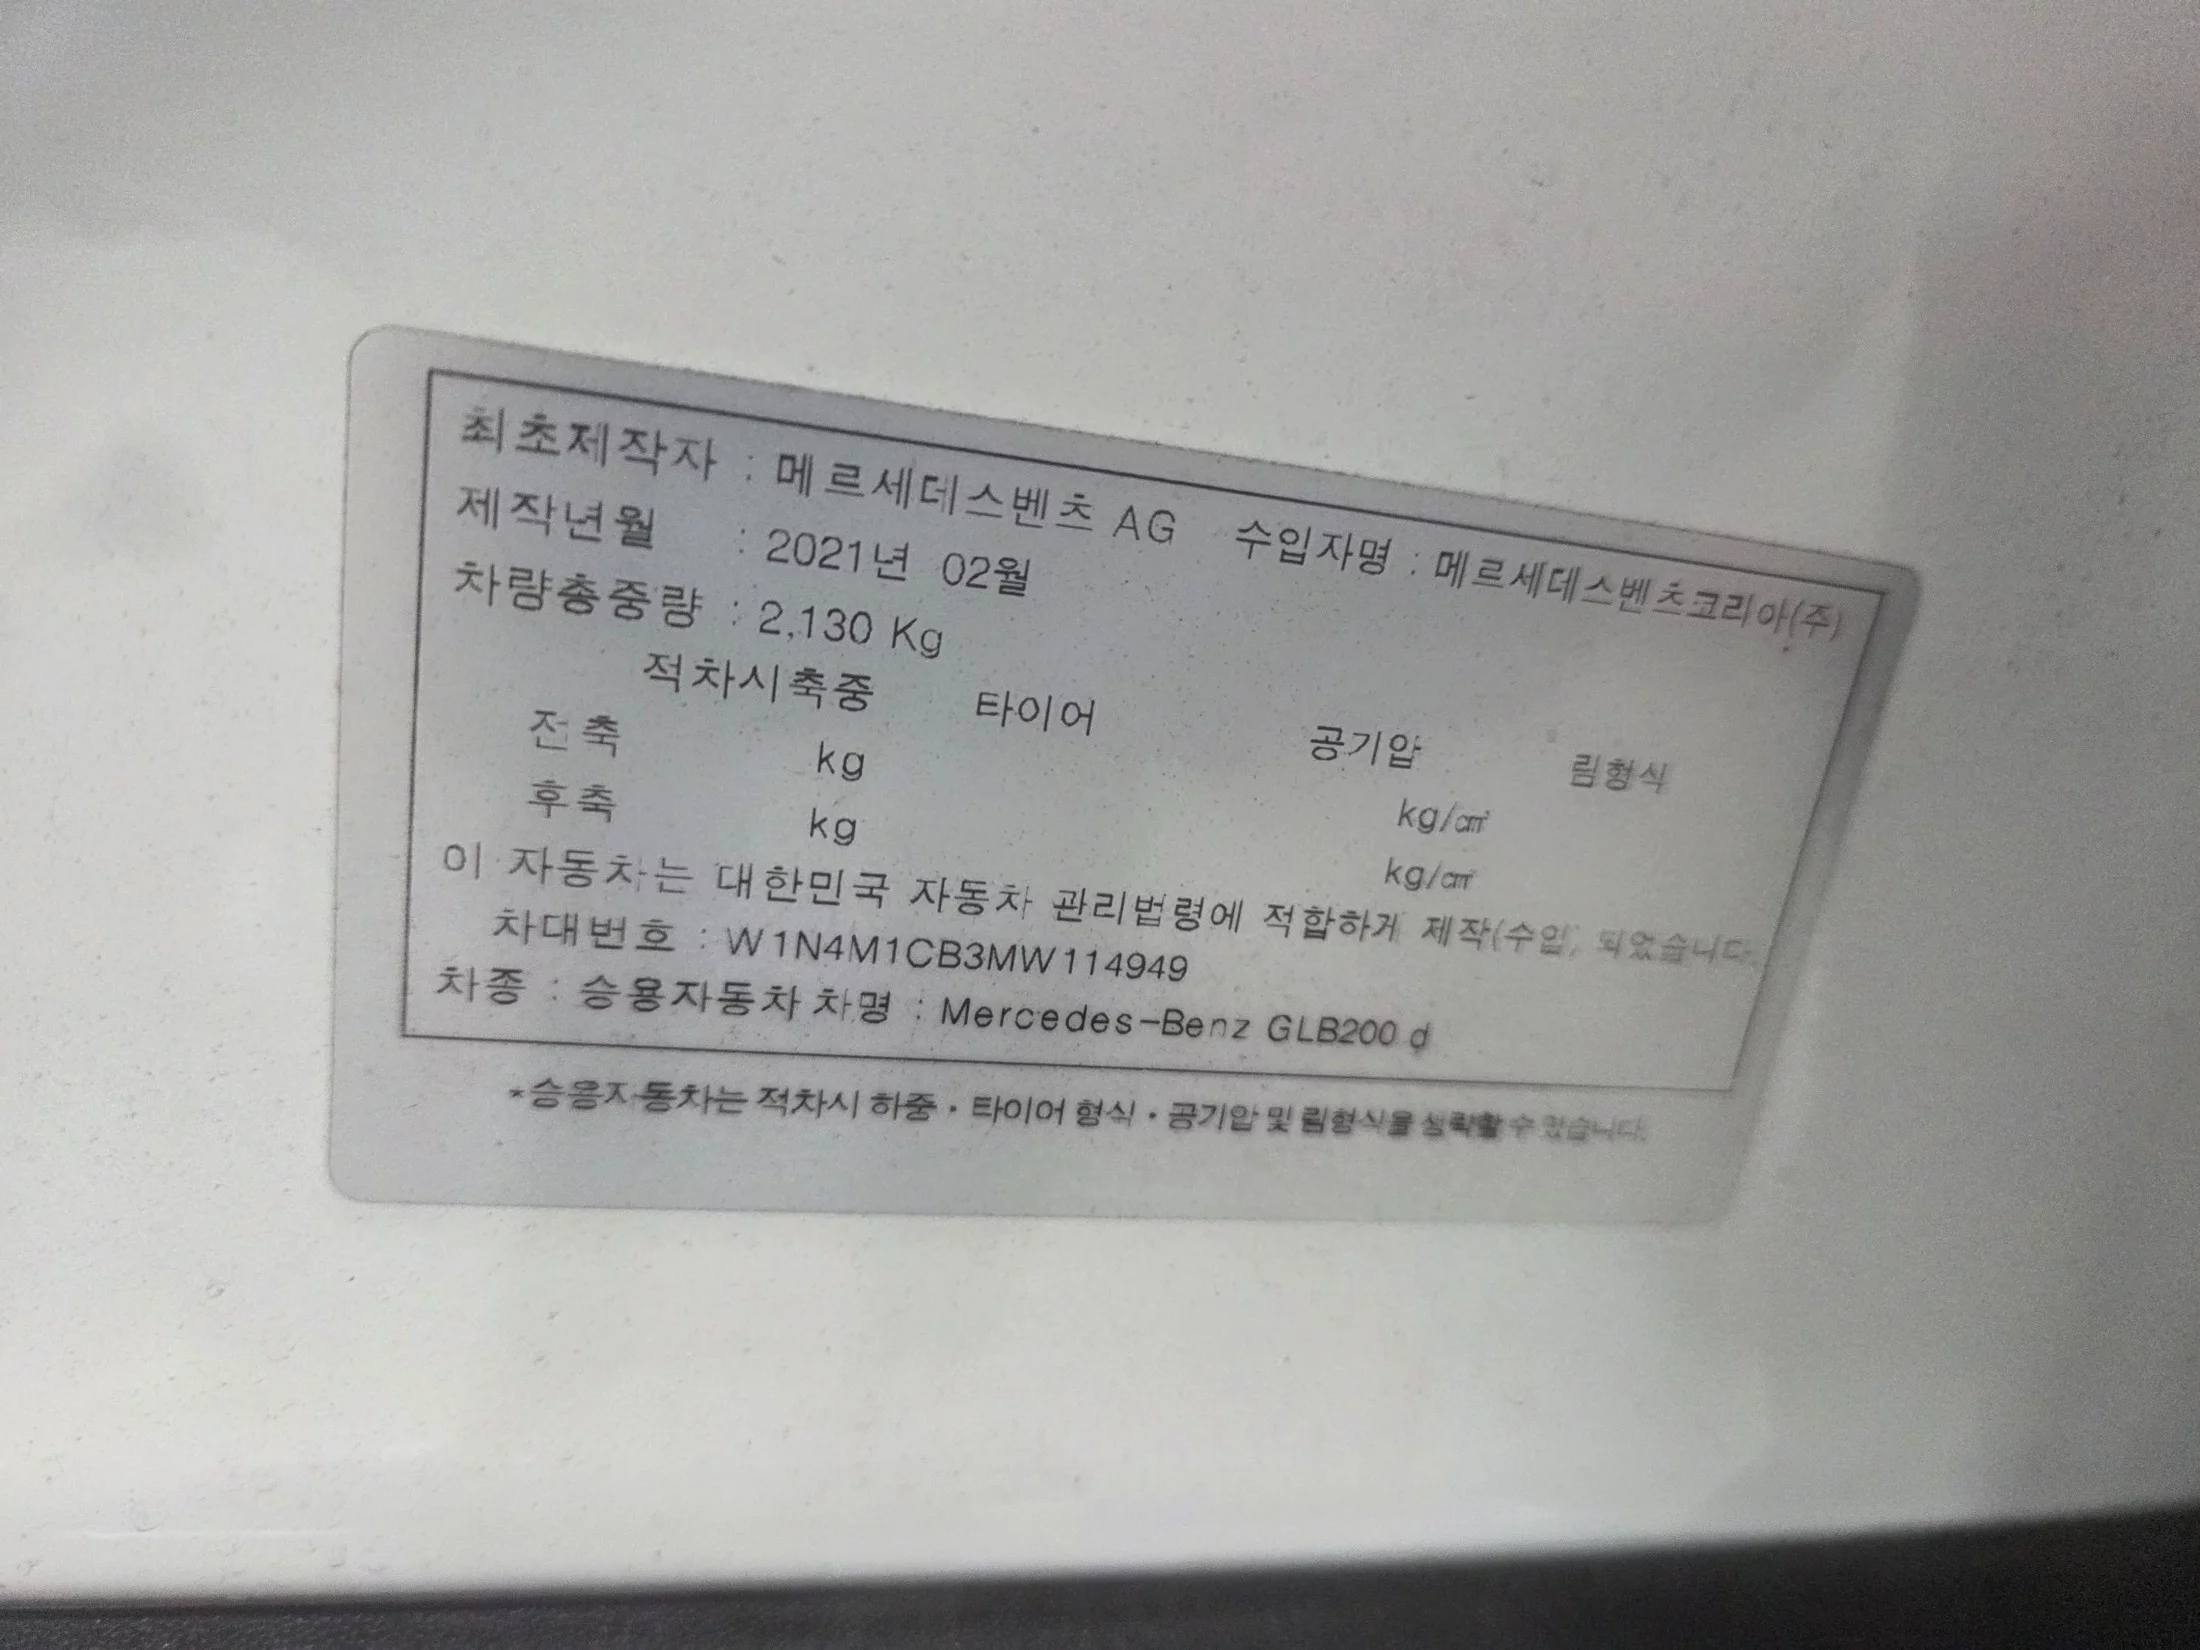 최초제작자 : 메르세데스벤츠 AG 수입자명 : 메르세데스벤츠코리아(주)
제작년월 : 2021년 02월
차량총중량 : 2,130 Kg
적차시축중 타이어 공기압 림형식
전축 kg kg/㎠
후축 kg kg/㎠
이 자동차는 대한민국 자동차 관리법령에 적합하게 제작(수입) 되었습니다.
차대번호 : W1N4M1CB3MW114949
차종 : 승용자동차 차명 : Mercedes-Benz GLB200 d
*승용자동차는 적차시 하중·타이어 형식·공기압 및 림형식을 생략할 수 있습니다.